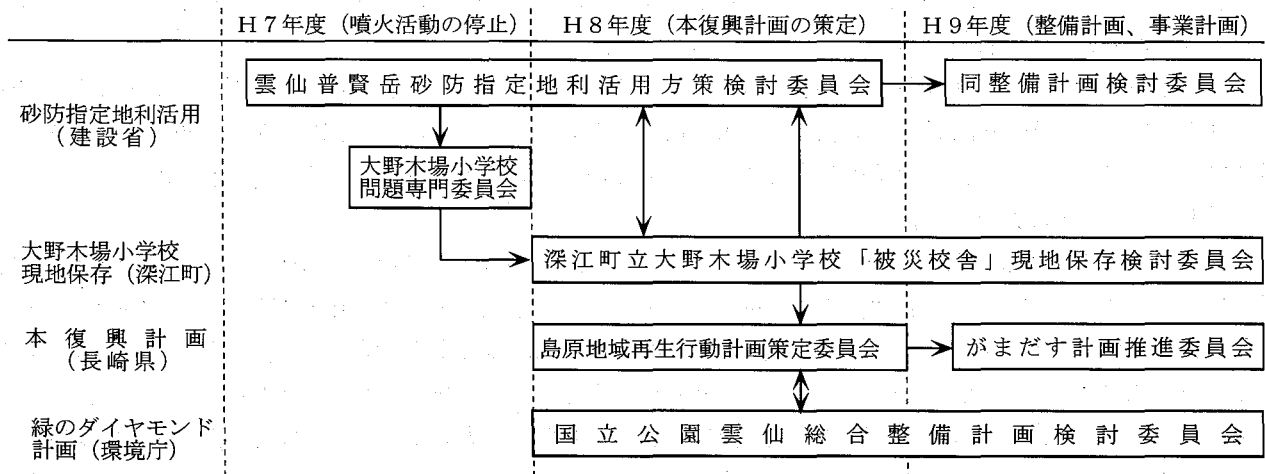 H7年度（噴火活動の停止）
H8年度（本復興計画の策定）
H9年度（整備計画、事業計画）
砂防指定地利活用
（建設省）
雲仙普賢岳砂防指定地利活用方策検討委員会
同整備計画検討委員会
大野木場小学校
問題専門委員会
大野木場小学校
現地保存（深江町）
深江町立大野木場小学校「被災校舎」現地保存検討委員会
本復興計画
（長崎県）
島原地域再生行動計画策定委員会
がまだす計画推進委員会
緑のダイヤモンド
計画（環境庁）
国立公園雲仙総合整備計画検討委員会